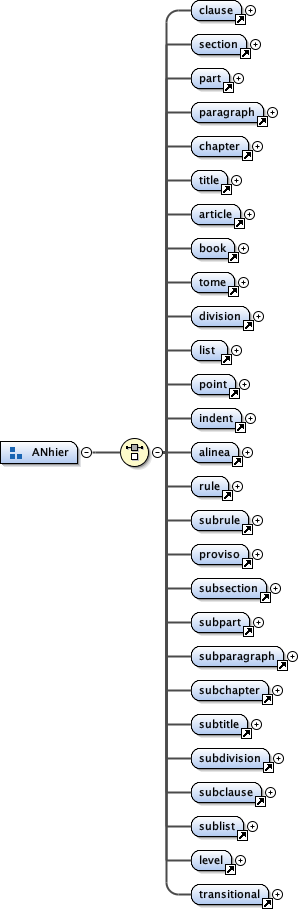 clause
section
part
paragraph
chapter
title
article
book
tome
division
list
point
indent
ANhier
alinea
rule
subrule
proviso
subsection
subpart
subparagraph
subchapter
subtitle
subdivision
subclause
sublist
level
transitional